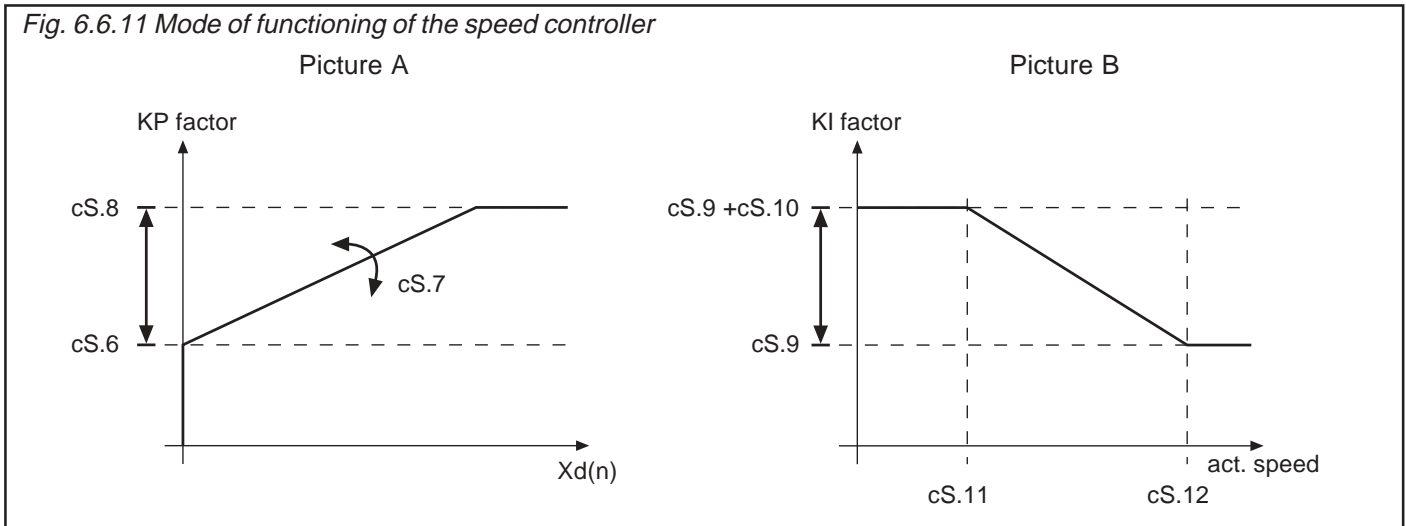 Fig. 6.6.11 Mode of functioning of the speed controller
Picture A
KP factor
cS.8
cS.7
cS.6
Xd(n)
Picture B
KI factor
cS.9 +cS.10
cS.9
act. speed
cS.11
cS.12